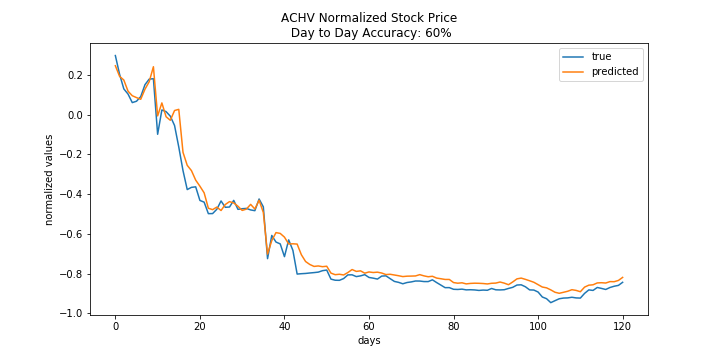 ACHV Normalized Stock Price
Day to Day Accuracy: 60%
true
predicted
normalized values
0.2
0.0
−0.2
−0.4
−0.6
−0.8
−1.0
0 20 40 60 80 100 120
days